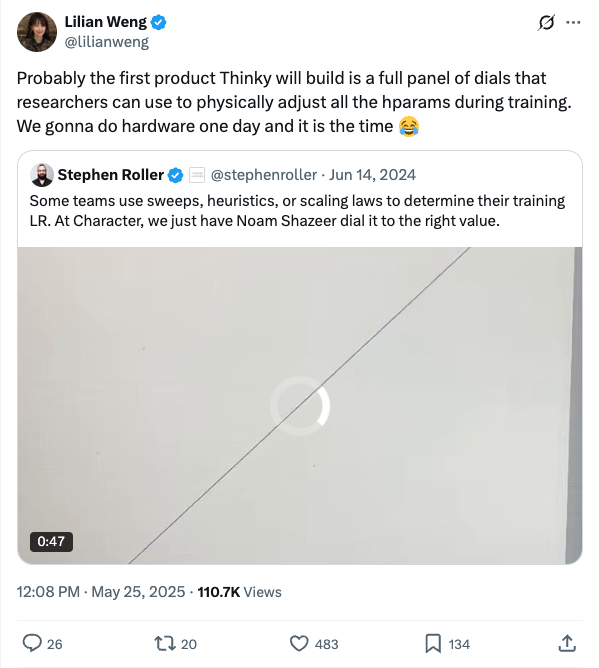 Lilian Weng
@lilianweng
Probably the first product Thinky will build is a full panel of dials that
researchers can use to physically adjust all the hparams during training.
We gonna do hardware one day and it is the time 😂
Stephen Roller @stephenroller · Jun 14, 2024
Some teams use sweeps, heuristics, or scaling laws to determine their training
LR. At Character, we just have Noam Shazeer dial it to the right value.
0:47
12:08 PM · May 25, 2025 · 110.7K Views
26 20 483 134